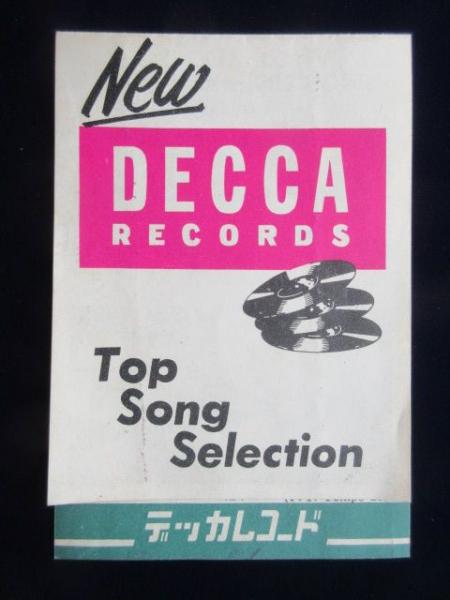 New
DECCA
RECORDS
Top
Song
Selection
デッカレコード